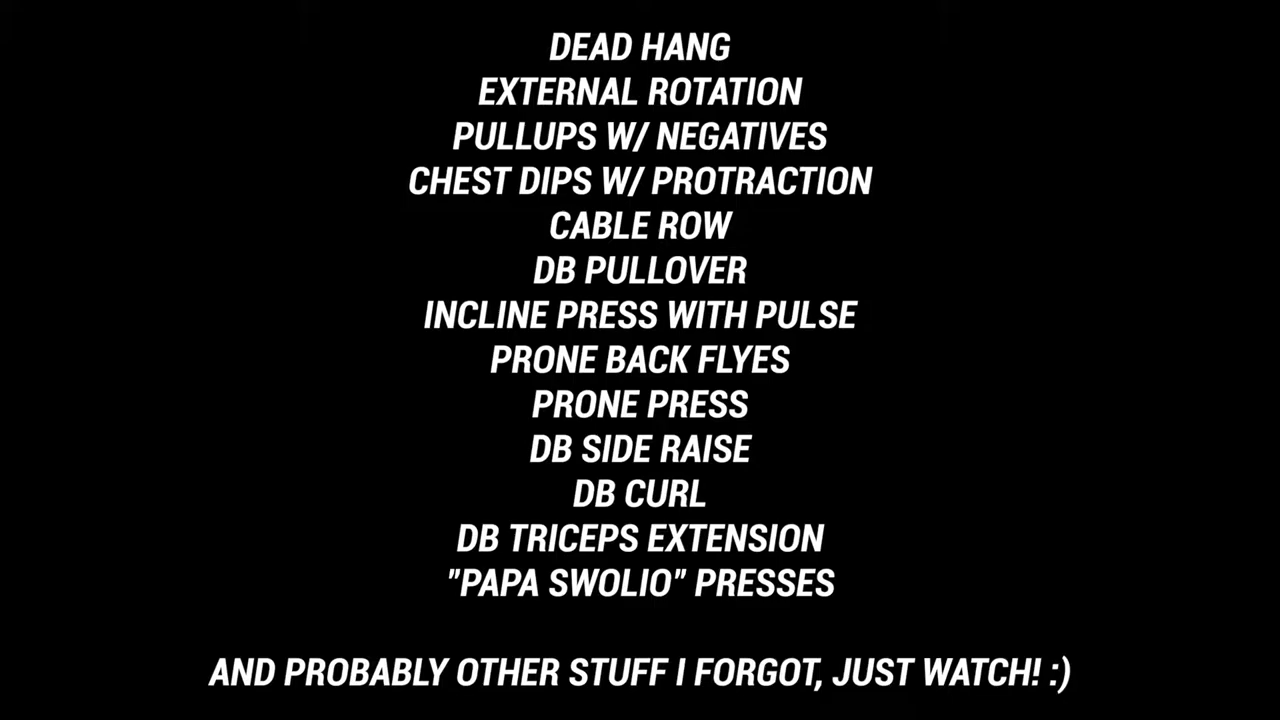 DEAD HANG
EXTERNAL ROTATION
PULLUPS W/ NEGATIVES
CHEST DIPS W/ PROTRACTION
CABLE ROW
DB PULLOVER
INCLINE PRESS WITH PULSE
PRONE BACK FLYES
PRONE PRESS
DB SIDE RAISE
DB CURL
DB TRICEPS EXTENSION
"PAPA SWOLIO" PRESSES
AND PROBABLY OTHER STUFF I FORGOT, JUST WATCH! :)